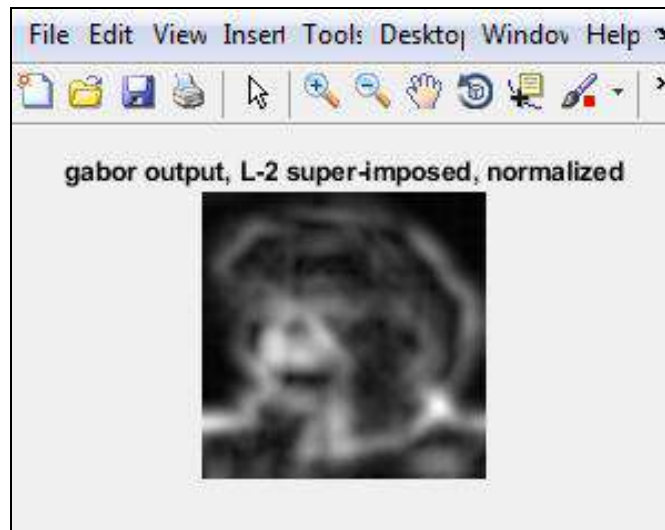 File Edit View Insert Tools Desktop Window Help
gabor output, L-2 super-imposed, normalized